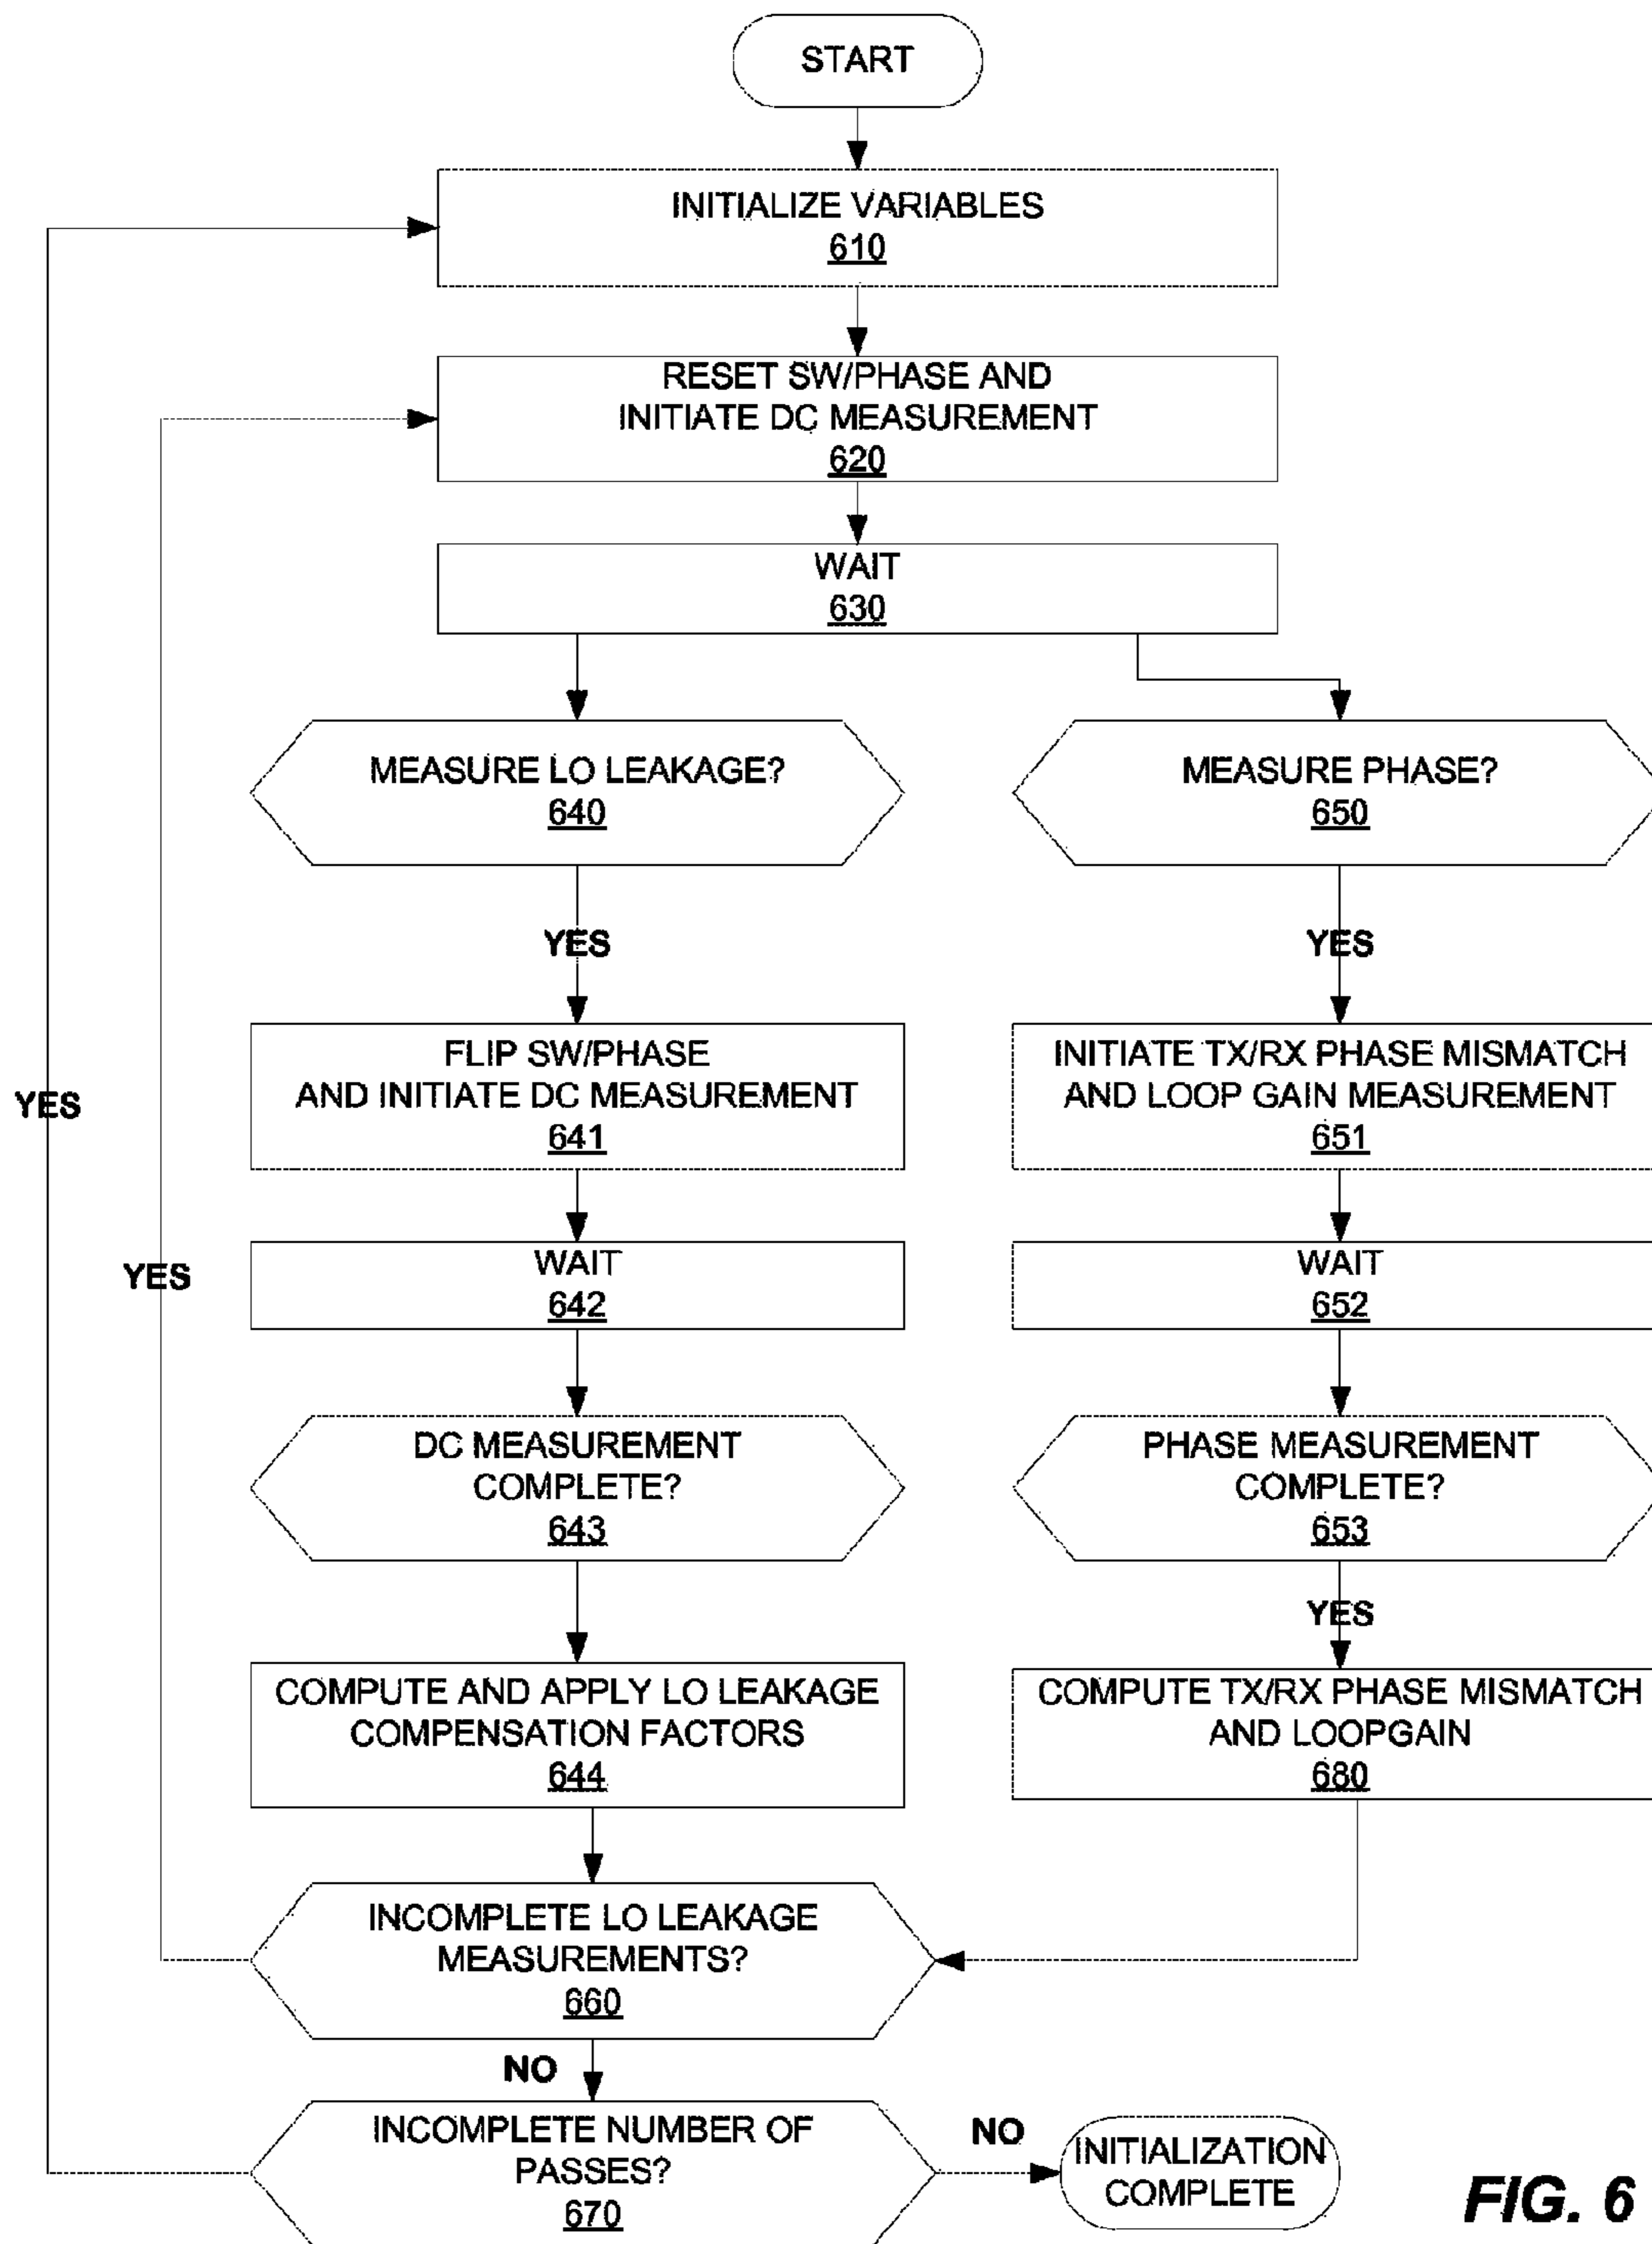 START
INITIALIZE VARIABLES
610
RESET SW/PHASE AND
INITIATE DC MEASUREMENT
620
WAIT
630
MEASURE LO LEAKAGE?
640
MEASURE PHASE?
650
YES
YES
FLIP SW/PHASE
AND INITIATE DC MEASUREMENT
641
INITIATE TX/RX PHASE MISMATCH
AND LOOP GAIN MEASUREMENT
651
YES
WAIT
642
WAIT
652
YES
DC MEASUREMENT
COMPLETE?
643
PHASE MEASUREMENT
COMPLETE?
653
YES
COMPUTE AND APPLY LO LEAKAGE
COMPENSATION FACTORS
644
COMPUTE TX/RX PHASE MISMATCH
AND LOOPGAIN
680
INCOMPLETE LO LEAKAGE
MEASUREMENTS?
660
NO
INCOMPLETE NUMBER OF
PASSES?
670
NO
INITIALIZATION
COMPLETE
FIG. 6